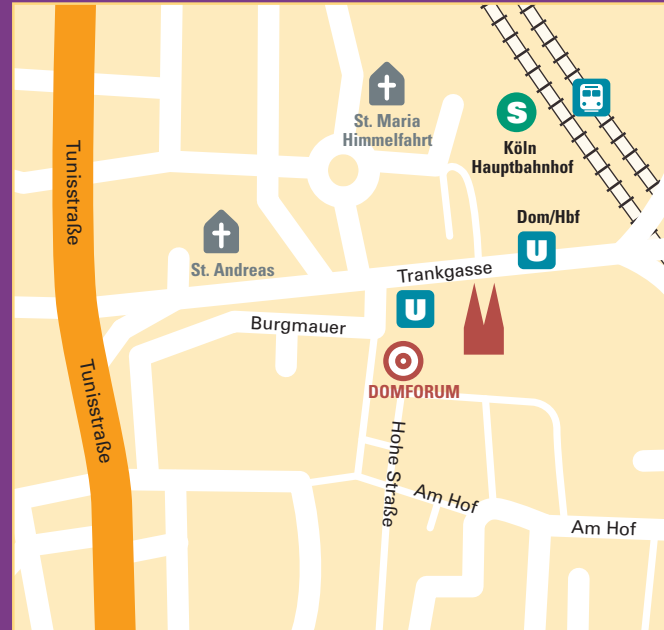 St. Maria
Himmelfahrt
S
Köln
Hauptbahnhof
Tunisstraße
Dom/Hbf
U
St. Andreas
Trankgasse
U
Burgmauer
DOMFORUM
Tunisstraße
Hohe Straße
Am Hof
Am Hof